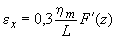 ε_x = 0,3 η_m/L F′(z)